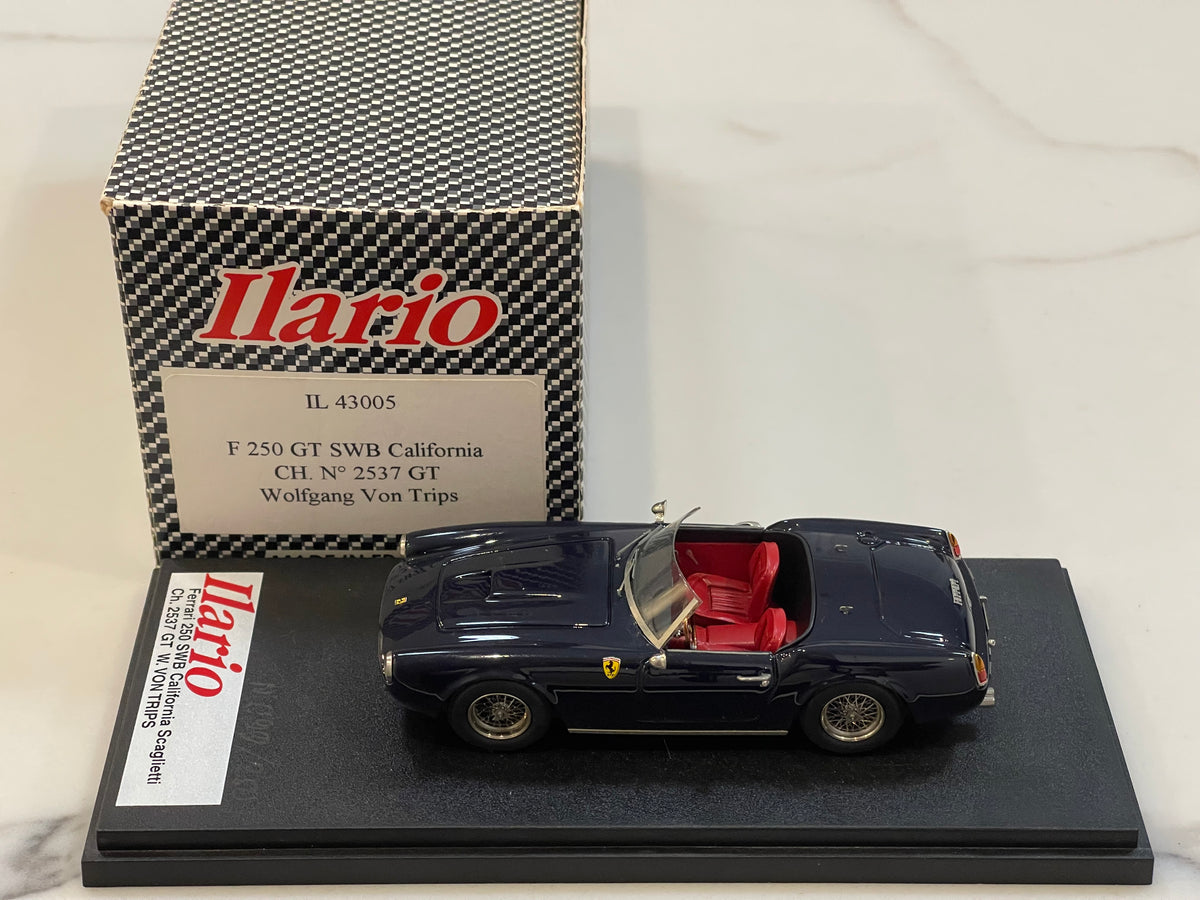 Ilario
IL 43005
F 250 GT SWB California
CH. N° 2537 GT
Wolfgang Von Trips
Ilario
Ferrari 250 SWB California Scaglietti
Ch. 2537 GT W. VON TRIPS